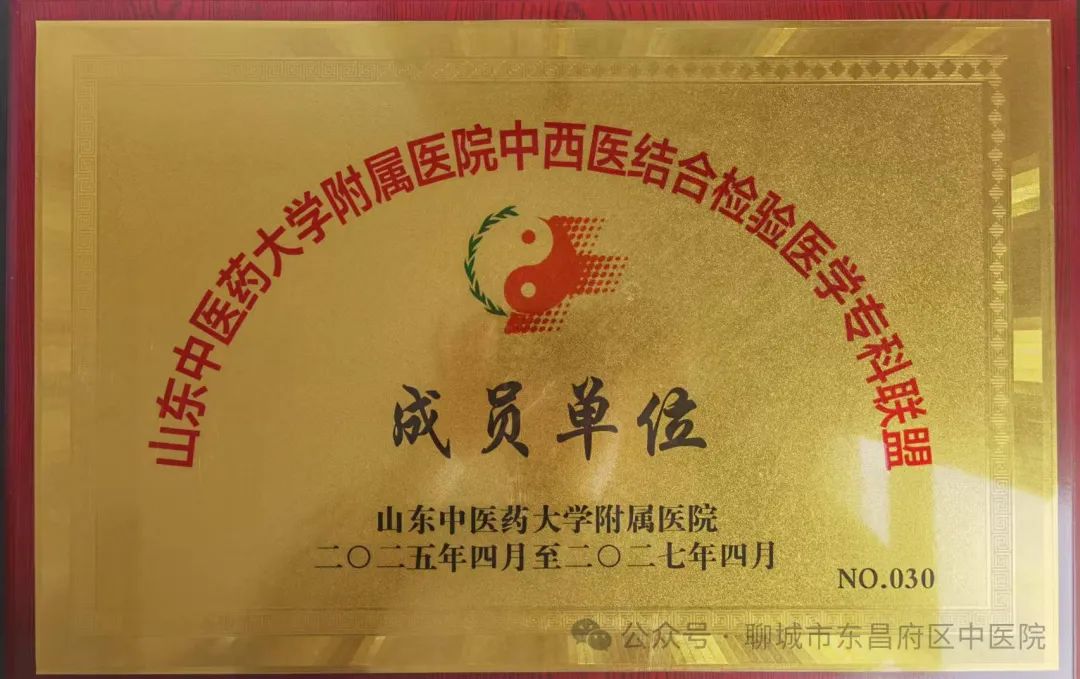 山东中医药大学附属医院中西医结合检验医学专科联盟
成员单位
山东中医药大学附属医院
二〇二五年四月至二〇二七年四月
NO.030
公众号·聊城市东昌府区中医院